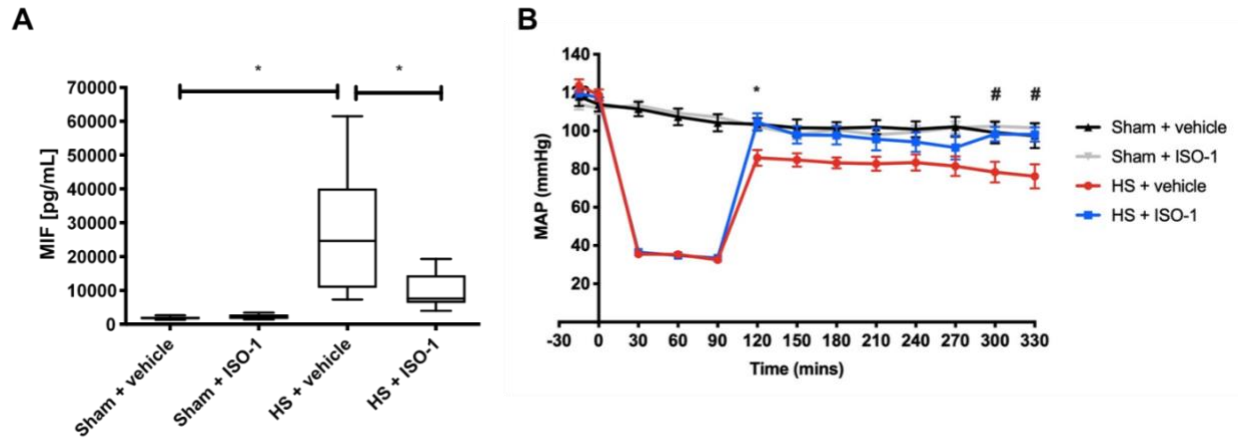 A
MIF [pg/mL]
70000
60000
50000
40000
30000
20000
10000
0
*
*
Sham + vehicle
Sham + ISO-1
HS + vehicle
HS + ISO-1
B
MAP (mmHg)
140
120
100
80
60
40
20
*
#
#
-30 0 30 60 90 120 150 180 210 240 270 300 330
Time (mins)
Sham + vehicle
Sham + ISO-1
HS + vehicle
HS + ISO-1